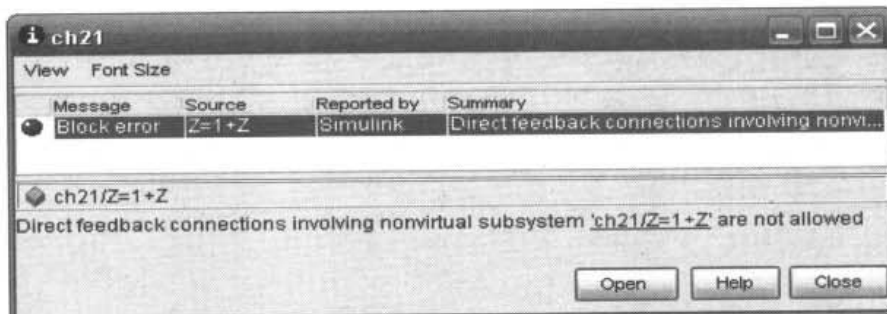 ch21
View Font Size
Message Source Reported by Summary
Block error Z=1+Z Simulink Direct feedback connections involving nonvi...
ch21/Z=1+Z
Direct feedback connections involving nonvirtual subsystem 'ch21/Z=1+Z' are not allowed
Open Help Close